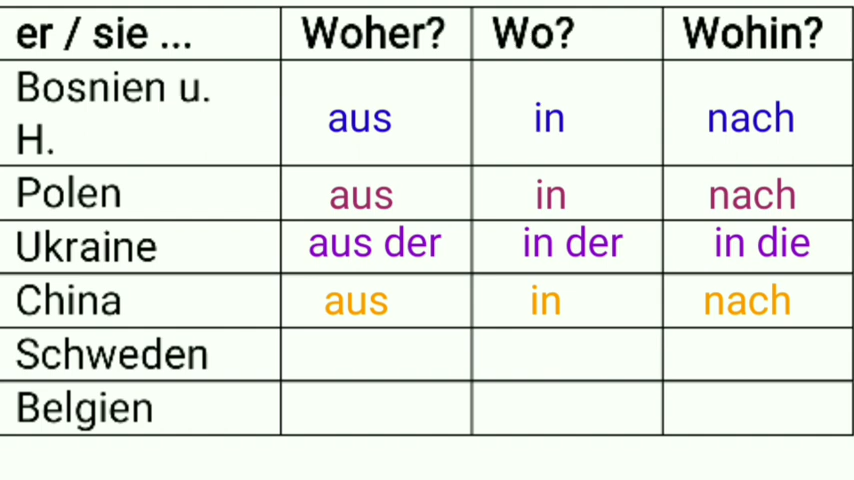 er / sie ... Woher? Wo? Wohin?
Bosnien u.
H. aus in nach
Polen aus in nach
Ukraine aus der in der in die
China aus in nach
Schweden
Belgien